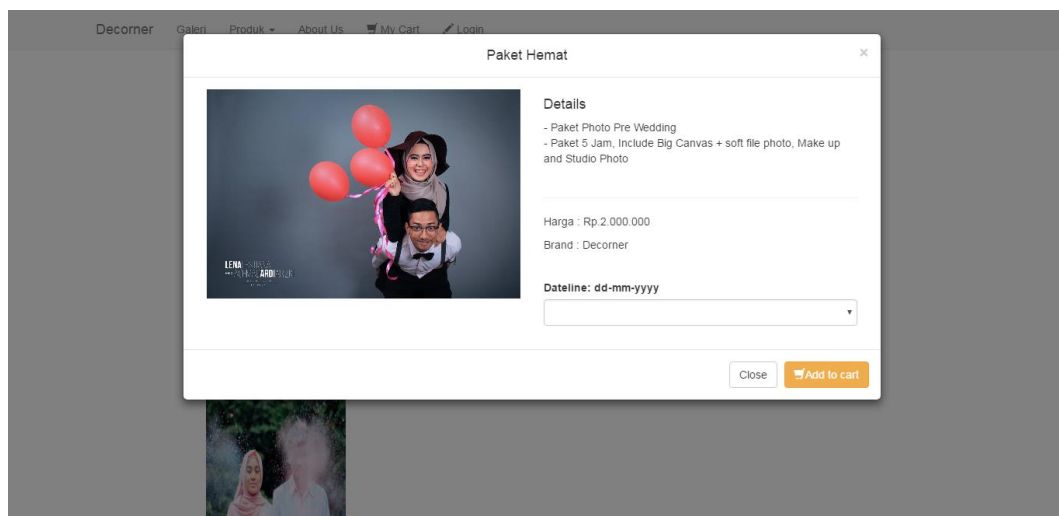 Decorner Galeri Produk About Us My Cart Login
Paket Hemat ×
Details
- Paket Photo Pre Wedding
- Paket 5 Jam, Include Big Canvas + soft file photo, Make up
and Studio Photo
Harga : Rp.2.000.000
Brand : Decorner
LENA
ARDI
Dateline: dd-mm-yyyy
Close Add to cart